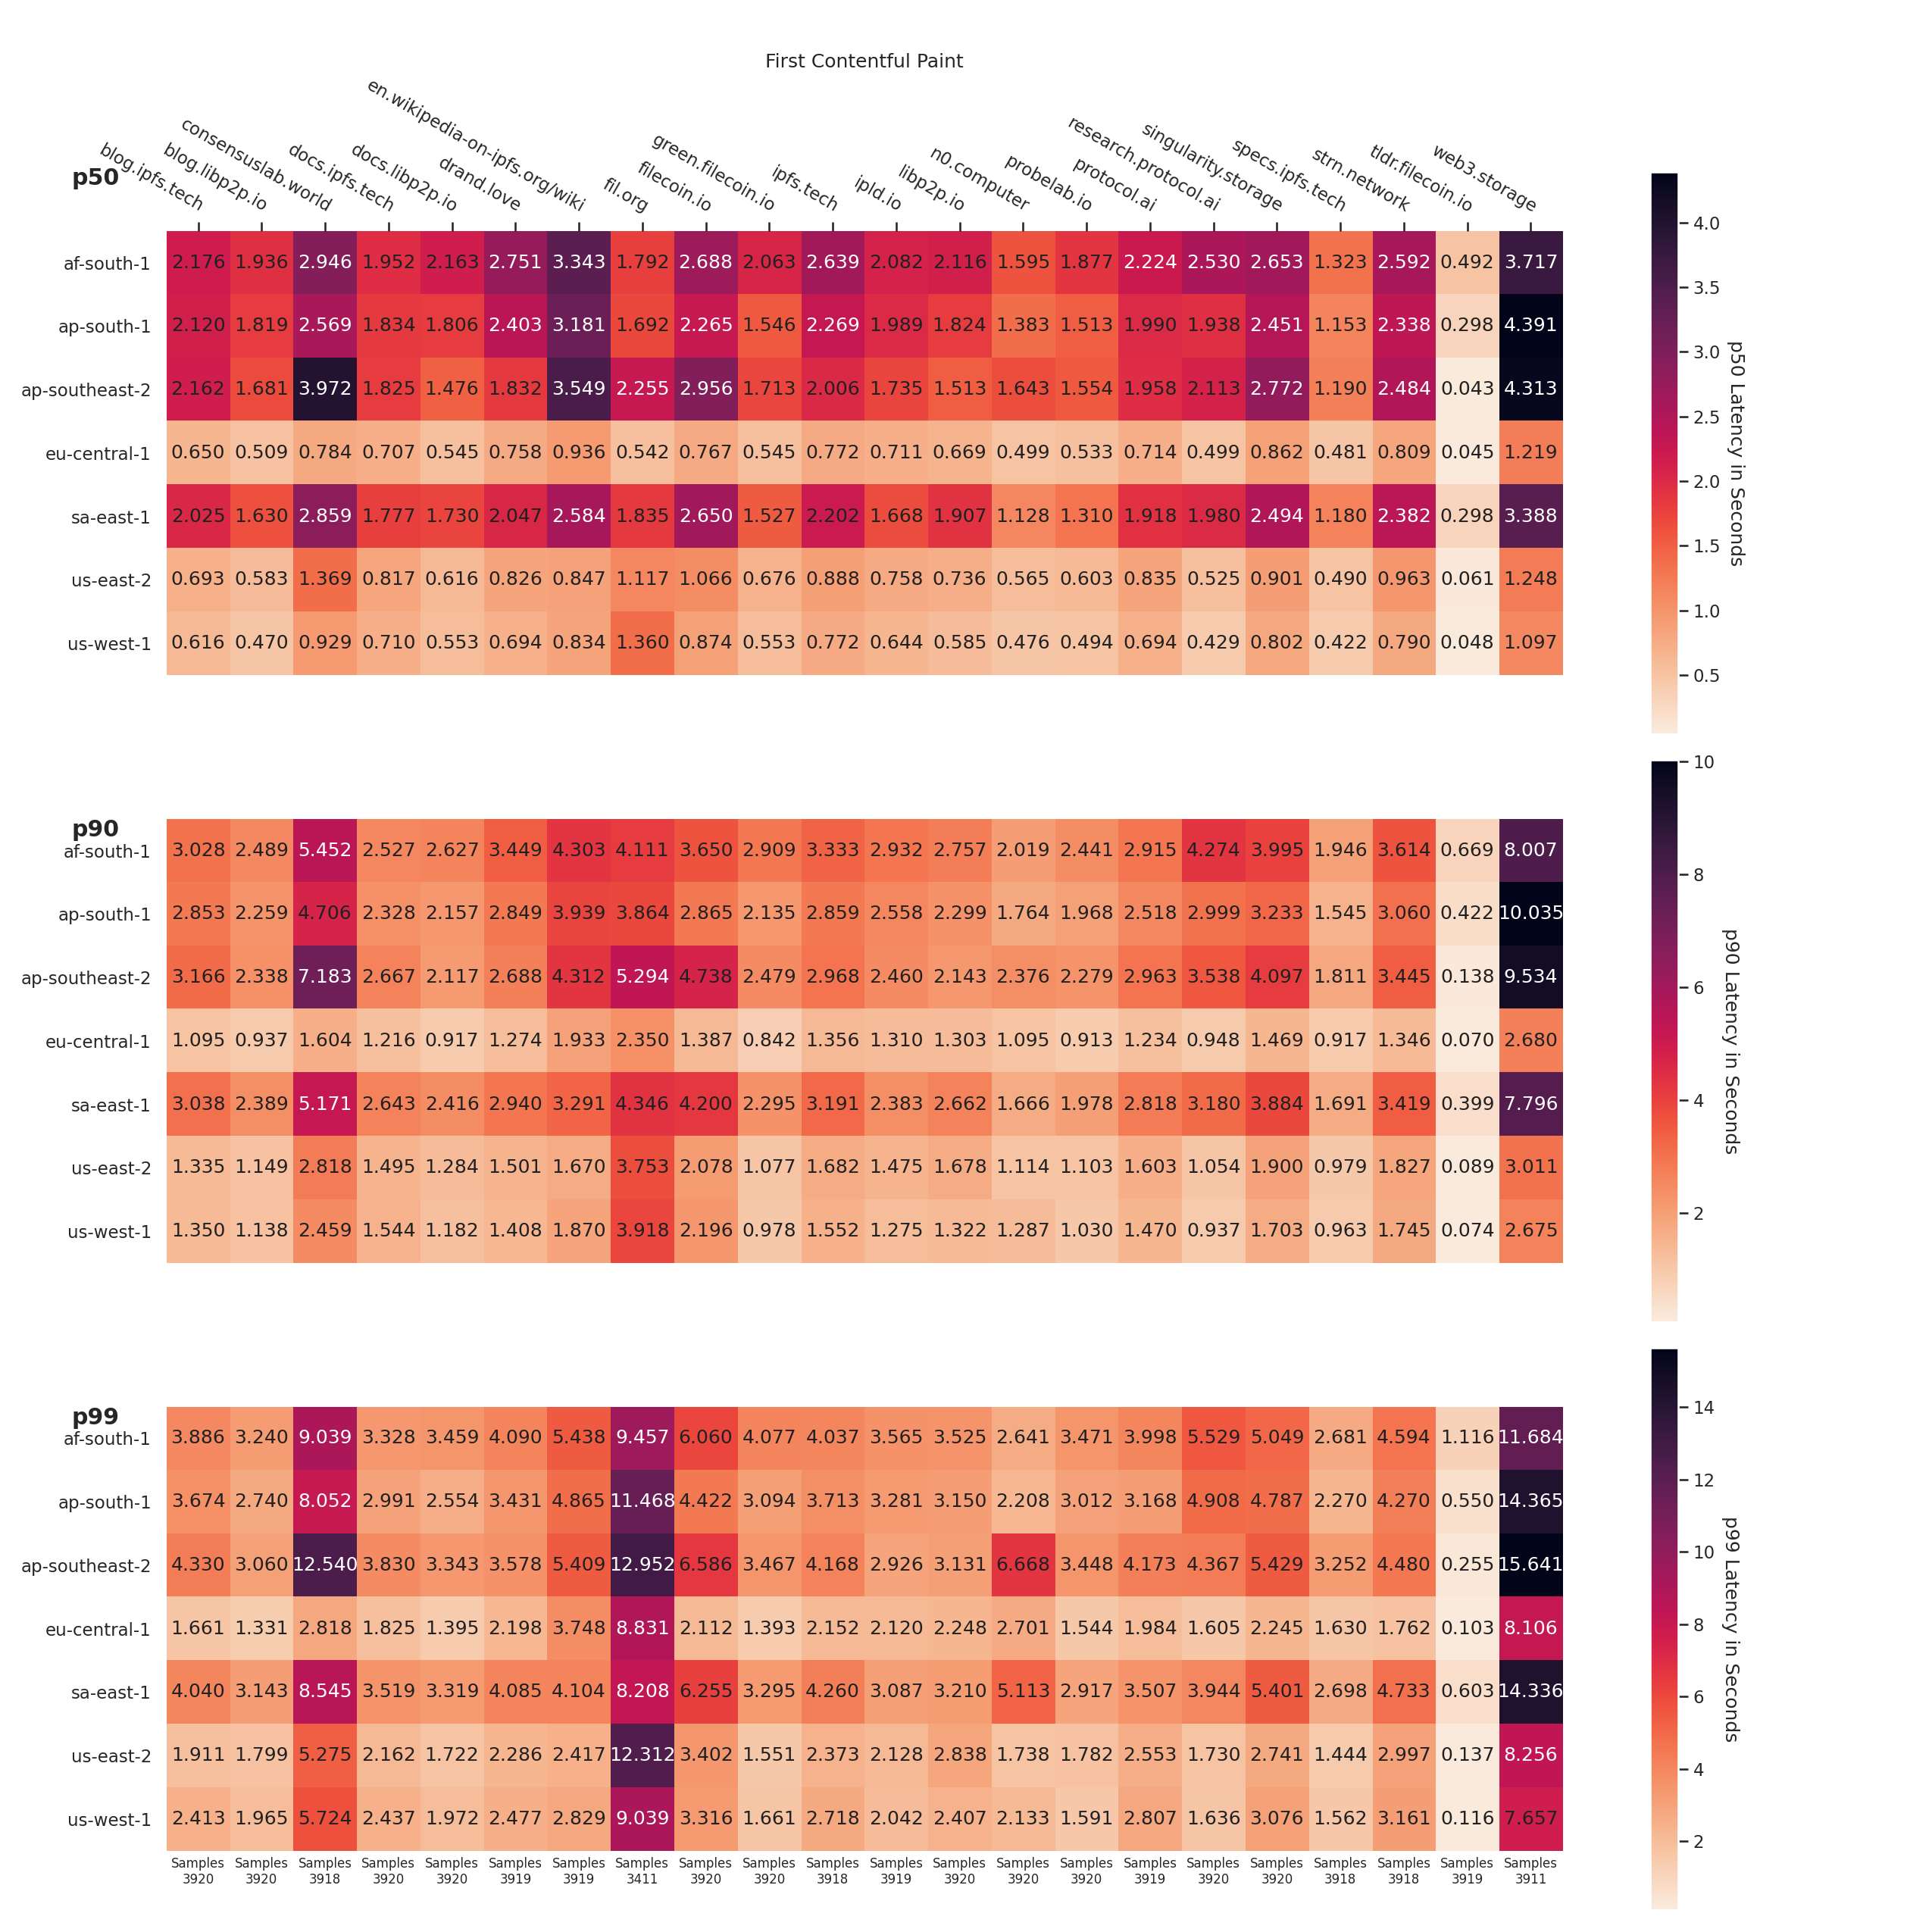 First Contentful Paint
p50
blog.ipfs.tech
blog.libp2p.io
consensuslab.world
docs.ipfs.tech
docs.libp2p.io
drand.love
en.wikipedia-on-ipfs.org/wiki
fil.org
filecoin.io
green.filecoin.io
ipfs.tech
ipld.io
libp2p.io
n0.computer
probelab.io
protocol.ai
research.protocol.ai
singularity.storage
specs.ipfs.tech
strn.network
tldr.filecoin.io
web3.storage
af-south-1 2.176 1.936 2.946 1.952 2.163 2.751 3.343 1.792 2.688 2.063 2.639 2.082 2.116 1.595 1.877 2.224 2.530 2.653 1.323 2.592 0.492 3.717
ap-south-1 2.120 1.819 2.569 1.834 1.806 2.403 3.181 1.692 2.265 1.546 2.269 1.989 1.824 1.383 1.513 1.990 1.938 2.451 1.153 2.338 0.298 4.391
ap-southeast-2 2.162 1.681 3.972 1.825 1.476 1.832 3.549 2.255 2.956 1.713 2.006 1.735 1.513 1.643 1.554 1.958 2.113 2.772 1.190 2.484 0.043 4.313
eu-central-1 0.650 0.509 0.784 0.707 0.545 0.758 0.936 0.542 0.767 0.545 0.772 0.711 0.669 0.499 0.533 0.714 0.499 0.862 0.481 0.809 0.045 1.219
sa-east-1 2.025 1.630 2.859 1.777 1.730 2.047 2.584 1.835 2.650 1.527 2.202 1.668 1.907 1.128 1.310 1.918 1.980 2.494 1.180 2.382 0.298 3.388
us-east-2 0.693 0.583 1.369 0.817 0.616 0.826 0.847 1.117 1.066 0.676 0.888 0.758 0.736 0.565 0.603 0.835 0.525 0.901 0.490 0.963 0.061 1.248
us-west-1 0.616 0.470 0.929 0.710 0.553 0.694 0.834 1.360 0.874 0.553 0.772 0.644 0.585 0.476 0.494 0.694 0.429 0.802 0.422 0.790 0.048 1.097
4.0
3.5
3.0
2.5
2.0
1.5
1.0
0.5
p50 Latency in Seconds
p90
af-south-1 3.028 2.489 5.452 2.527 2.627 3.449 4.303 4.111 3.650 2.909 3.333 2.932 2.757 2.019 2.441 2.915 4.274 3.995 1.946 3.614 0.669 8.007
ap-south-1 2.853 2.259 4.706 2.328 2.157 2.849 3.939 3.864 2.865 2.135 2.859 2.558 2.299 1.764 1.968 2.518 2.999 3.233 1.545 3.060 0.422 10.035
ap-southeast-2 3.166 2.338 7.183 2.667 2.117 2.688 4.312 5.294 4.738 2.479 2.968 2.460 2.143 2.376 2.279 2.963 3.538 4.097 1.811 3.445 0.138 9.534
eu-central-1 1.095 0.937 1.604 1.216 0.917 1.274 1.933 2.350 1.387 0.842 1.356 1.310 1.303 1.095 0.913 1.234 0.948 1.469 0.917 1.346 0.070 2.680
sa-east-1 3.038 2.389 5.171 2.643 2.416 2.940 3.291 4.346 4.200 2.295 3.191 2.383 2.662 1.666 1.978 2.818 3.180 3.884 1.691 3.419 0.399 7.796
us-east-2 1.335 1.149 2.818 1.495 1.284 1.501 1.670 3.753 2.078 1.077 1.682 1.475 1.678 1.114 1.103 1.603 1.054 1.900 0.979 1.827 0.089 3.011
us-west-1 1.350 1.138 2.459 1.544 1.182 1.408 1.870 3.918 2.196 0.978 1.552 1.275 1.322 1.287 1.030 1.470 0.937 1.703 0.963 1.745 0.074 2.675
10
8
6
4
2
p90 Latency in Seconds
p99
af-south-1 3.886 3.240 9.039 3.328 3.459 4.090 5.438 9.457 6.060 4.077 4.037 3.565 3.525 2.641 3.471 3.998 5.529 5.049 2.681 4.594 1.116 11.684
ap-south-1 3.674 2.740 8.052 2.991 2.554 3.431 4.865 11.468 4.422 3.094 3.713 3.281 3.150 2.208 3.012 3.168 4.908 4.787 2.270 4.270 0.550 14.365
ap-southeast-2 4.330 3.060 12.540 3.830 3.343 3.578 5.409 12.952 6.586 3.467 4.168 2.926 3.131 6.668 3.448 4.173 4.367 5.429 3.252 4.480 0.255 15.641
eu-central-1 1.661 1.331 2.818 1.825 1.395 2.198 3.748 8.831 2.112 1.393 2.152 2.120 2.248 2.701 1.544 1.984 1.605 2.245 1.630 1.762 0.103 8.106
sa-east-1 4.040 3.143 8.545 3.519 3.319 4.085 4.104 8.208 6.255 3.295 4.260 3.087 3.210 5.113 2.917 3.507 3.944 5.401 2.698 4.733 0.603 14.336
us-east-2 1.911 1.799 5.275 2.162 1.722 2.286 2.417 12.312 3.402 1.551 2.373 2.128 2.838 1.738 1.782 2.553 1.730 2.741 1.444 2.997 0.137 8.256
us-west-1 2.413 1.965 5.724 2.437 1.972 2.477 2.829 9.039 3.316 1.661 2.718 2.042 2.407 2.133 1.591 2.807 1.636 3.076 1.562 3.161 0.116 7.657
Samples Samples Samples Samples Samples Samples Samples Samples Samples Samples Samples Samples Samples Samples Samples Samples Samples Samples Samples Samples Samples Samples
3920 3920 3918 3920 3920 3919 3919 3411 3920 3920 3918 3919 3920 3920 3920 3919 3920 3920 3918 3918 3919 3911
14
12
10
8
6
4
2
p99 Latency in Seconds